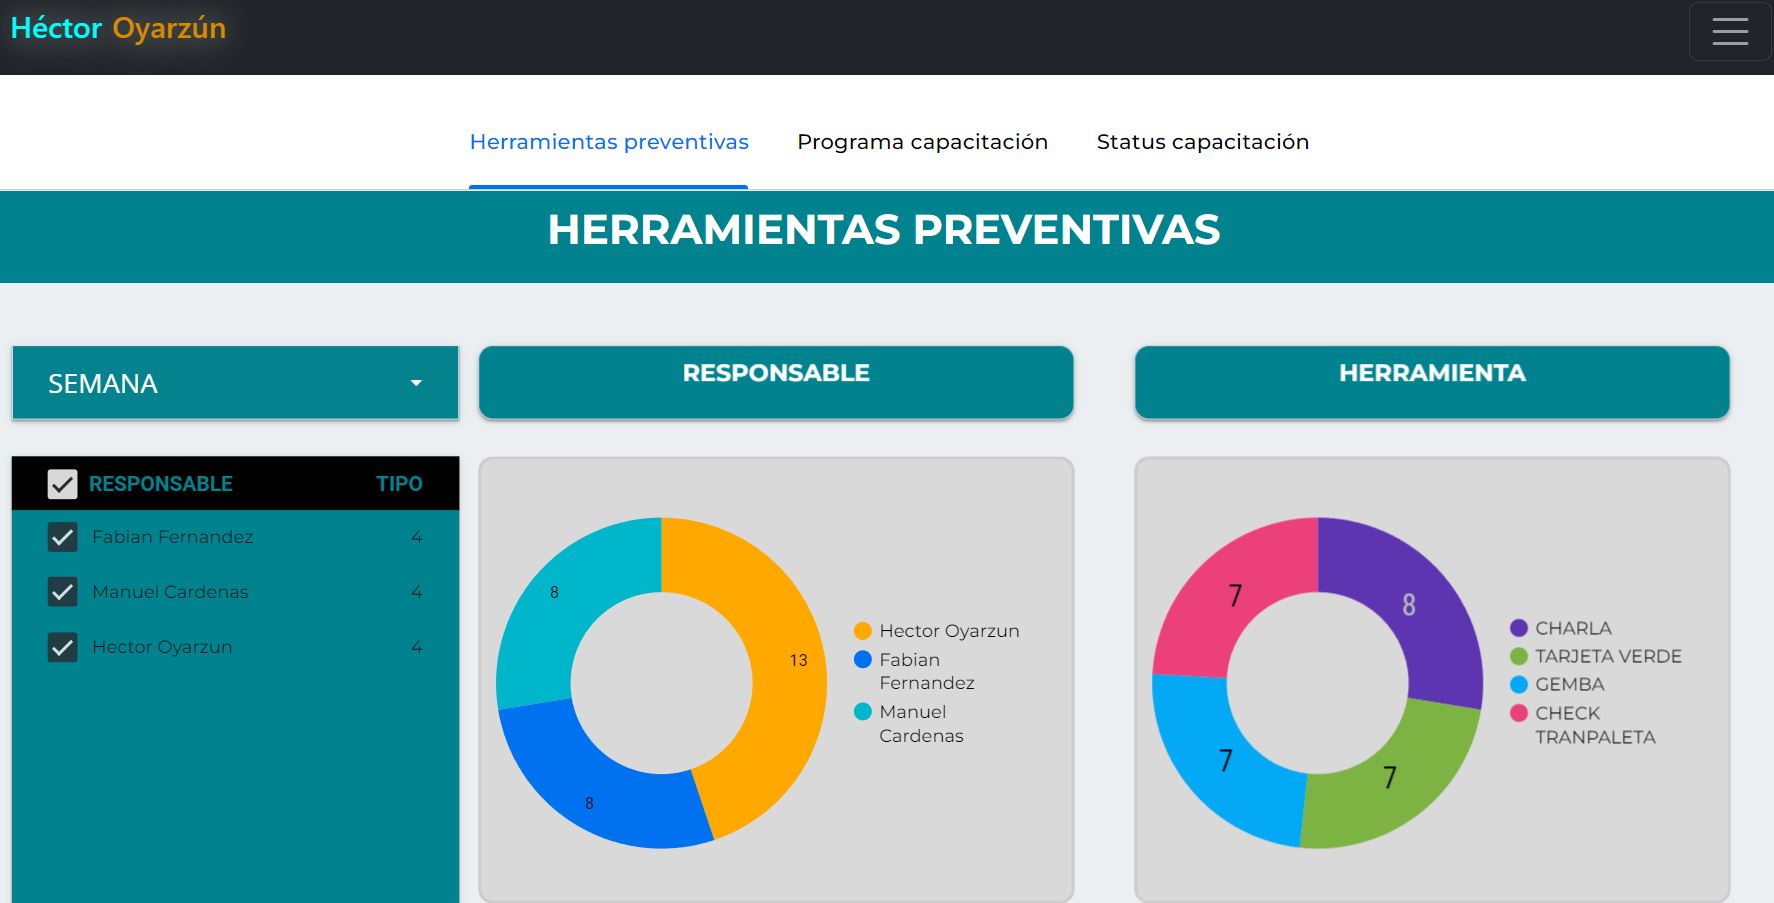 Héctor Oyarzún
Herramientas preventivas
Programa capacitación
Status capacitación
HERRAMIENTAS PREVENTIVAS
SEMANA
RESPONSABLE
HERRAMIENTA
RESPONSABLE TIPO
Fabian Fernandez 4
Manuel Cardenas 4
Hector Oyarzun 4
8
13
8
Hector Oyarzun
Fabian
Fernandez
Manuel
Cardenas
7
8
7
7
CHARLA
TARJETA VERDE
GEMBA
CHECK
TRANPALETA